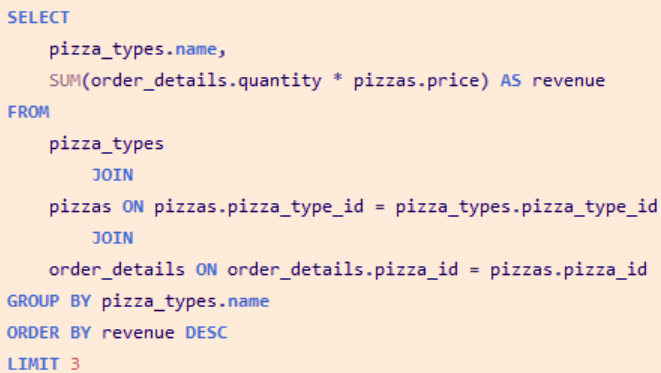 SELECT
    pizza_types.name,
    SUM(order_details.quantity * pizzas.price) AS revenue
FROM
    pizza_types
        JOIN
    pizzas ON pizzas.pizza_type_id = pizza_types.pizza_type_id
        JOIN
    order_details ON order_details.pizza_id = pizzas.pizza_id
GROUP BY pizza_types.name
ORDER BY revenue DESC
LIMIT 3